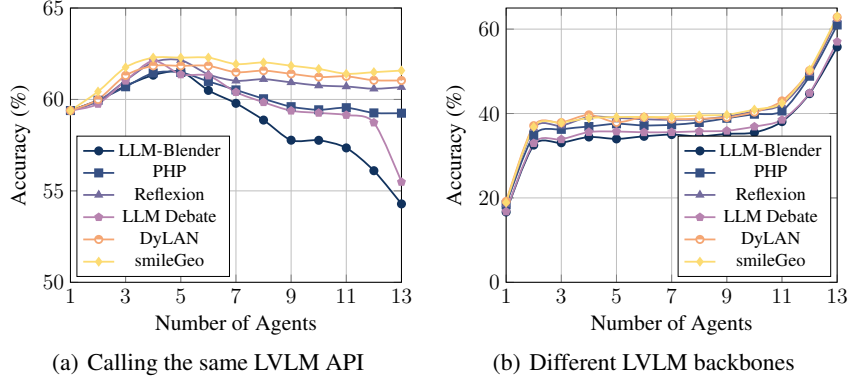 65
60
55
50
Accuracy (%)
LLM-Blender
PHP
Reflexion
LLM Debate
DyLAN
smileGeo
1 3 5 7 9 11 13
Number of Agents
(a) Calling the same LVLM API
60
40
20
0
Accuracy (%)
LLM-Blender
PHP
Reflexion
LLM Debate
DyLAN
smileGeo
1 3 5 7 9 11 13
Number of Agents
(b) Different LVLM backbones